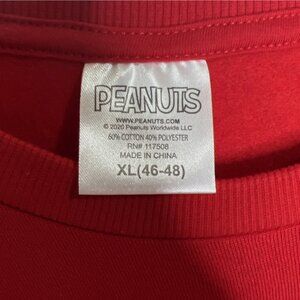 PEANUTS
WWW.PEANUTS.COM
© 2020 Peanuts Worldwide LLC
60% COTTON 40% POLYESTER
RN# 117508
MADE IN CHINA
XL(46-48)